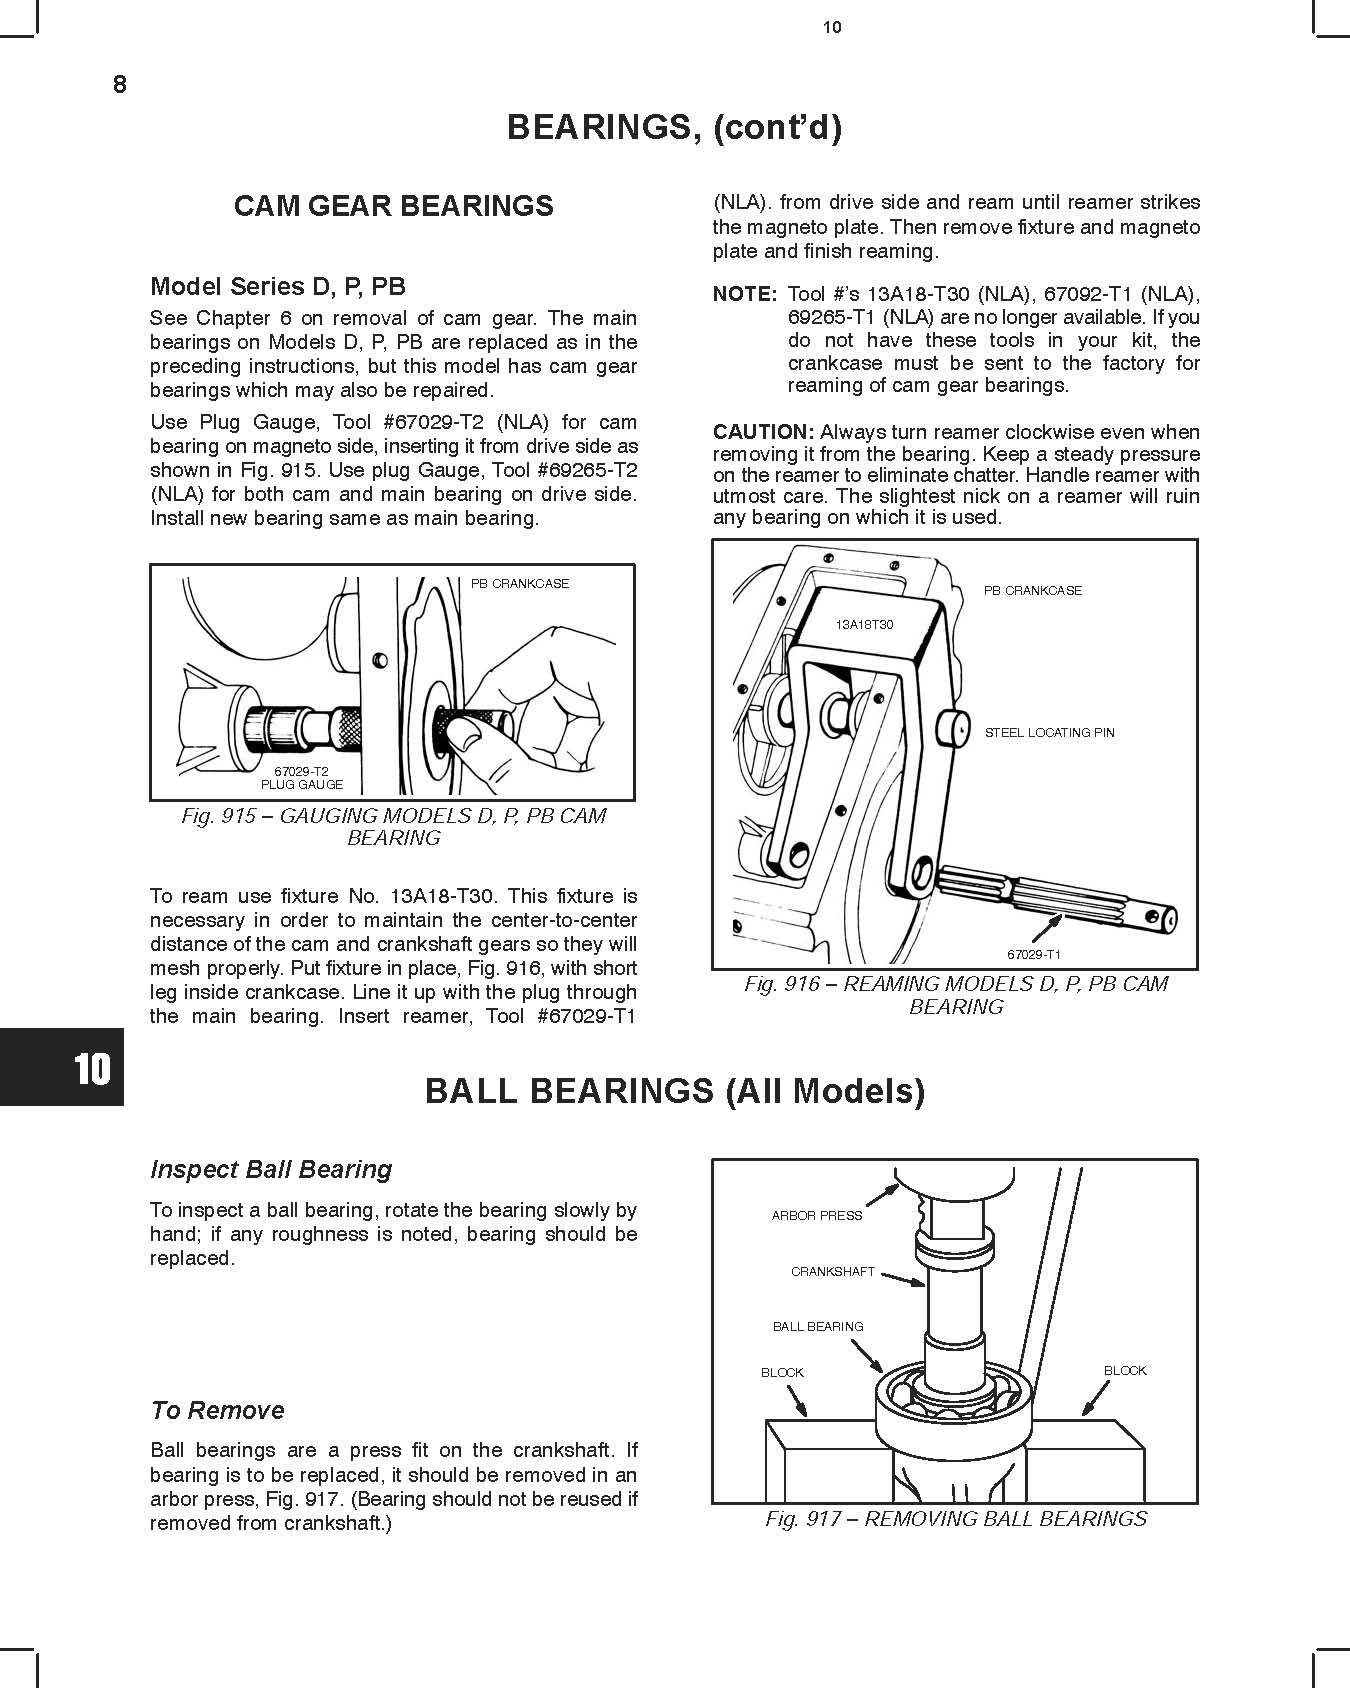 10
8
BEARINGS, (cont’d)
CAM GEAR BEARINGS
Model Series D, P, PB
See Chapter 6 on removal of cam gear. The main
bearings on Models D, P, PB are replaced as in the
preceding instructions, but this model has cam gear
bearings which may also be repaired.
Use Plug Gauge, Tool #67029-T2 (NLA) for cam
bearing on magneto side, inserting it from drive side as
shown in Fig. 915. Use plug Gauge, Tool #69265-T2
(NLA) for both cam and main bearing on drive side.
Install new bearing same as main bearing.
PB CRANKCASE
67029-T2
PLUG GAUGE
Fig. 915 – GAUGING MODELS D, P, PB CAM
BEARING
To ream use fixture No. 13A18-T30. This fixture is
necessary in order to maintain the center-to-center
distance of the cam and crankshaft gears so they will
mesh properly. Put fixture in place, Fig. 916, with short
leg inside crankcase. Line it up with the plug through
the main bearing. Insert reamer, Tool #67029-T1
(NLA). from drive side and ream until reamer strikes
the magneto plate. Then remove fixture and magneto
plate and finish reaming.
NOTE: Tool #’s 13A18-T30 (NLA), 67092-T1 (NLA),
69265-T1 (NLA) are no longer available. If you
do not have these tools in your kit, the
crankcase must be sent to the factory for
reaming of cam gear bearings.
CAUTION: Always turn reamer clockwise even when
removing it from the bearing. Keep a steady pressure
on the reamer to eliminate chatter. Handle reamer with
utmost care. The slightest nick on a reamer will ruin
any bearing on which it is used.
PB CRANKCASE
13A18T30
STEEL LOCATING PIN
67029-T1
Fig. 916 – REAMING MODELS D, P, PB CAM
BEARING
10
BALL BEARINGS (All Models)
Inspect Ball Bearing
To inspect a ball bearing, rotate the bearing slowly by
hand; if any roughness is noted, bearing should be
replaced.
To Remove
Ball bearings are a press fit on the crankshaft. If
bearing is to be replaced, it should be removed in an
arbor press, Fig. 917. (Bearing should not be reused if
removed from crankshaft.)
ARBOR PRESS
CRANKSHAFT
BALL BEARING
BLOCK
BLOCK
Fig. 917 – REMOVING BALL BEARINGS